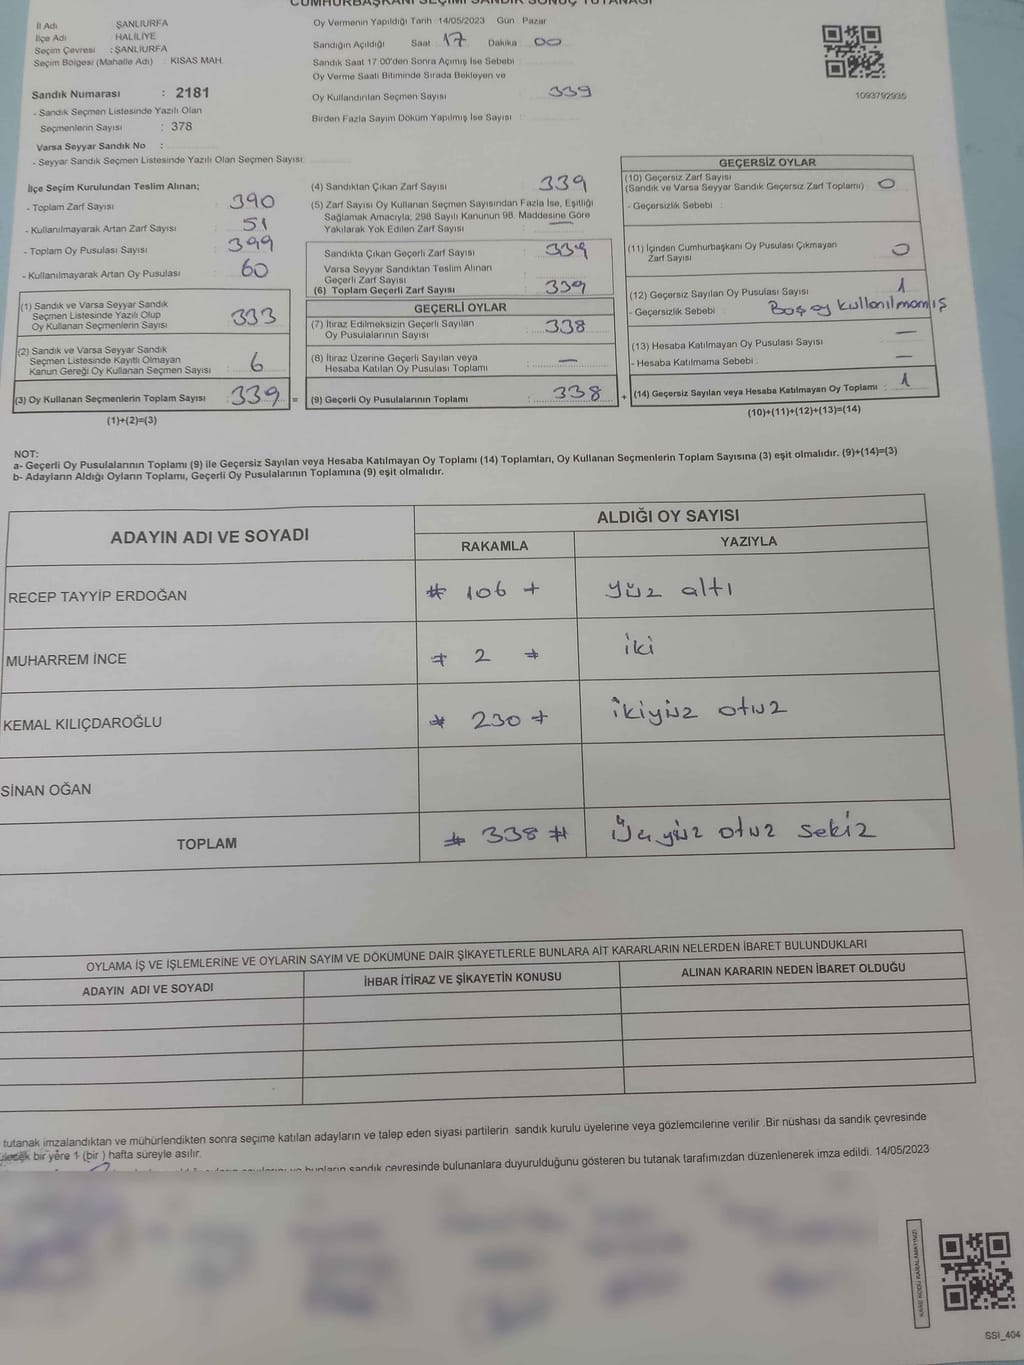 CUMHURBAŞKANI SEÇİMİ SANDIK SONUÇ TUTANAĞI
İl Adı ŞANLIURFA
İlçe Adı HALİLİYE
Seçim Çevresi : ŞANLIURFA
Seçim Bölgesi (Mahalle Adı) : KISAS MAH.
Sandık Numarası : 2181
- Sandık Seçmen Listesinde Yazılı Olan
Seçmenlerin Sayısı : 378
Varsa Seyyar Sandık No :
- Seyyar Sandık Seçmen Listesinde Yazılı Olan Seçmen Sayısı:
Oy Vermenin Yapıldığı Tarih : 14/05/2023 Gün : Pazar
Sandığın Açıldığı Saat 17 Dakika 00
Sandık Saat 17.00'den Sonra Açımış İse Sebebi :
Oy Verme Saati Bitiminde Sırada Bekleyen ve
Oy Kullandırılan Seçmen Sayısı : 339
Birden Fazla Sayım Döküm Yapılmış İse Sayısı :
1093792935
İlçe Seçim Kurulundan Teslim Alınan;
- Toplam Zarf Sayısı : 390
- Kullanılmayarak Artan Zarf Sayısı : 51
- Toplam Oy Pusulası Sayısı : 399
- Kullanılmayarak Artan Oy Pusulası : 60
(1) Sandık ve Varsa Seyyar Sandık
Seçmen Listesinde Yazılı Olup
Oy Kullanan Seçmenlerin Sayısı : 333
(2) Sandık ve Varsa Seyyar Sandık
Seçmen Listesinde Kayıtlı Olmayan
Kanun Gereği Oy Kullanan Seçmen Sayısı : 6
(3) Oy Kullanan Seçmenlerin Toplam Sayısı : 339 =
(1)+(2)=(3)
(4) Sandıktan Çıkan Zarf Sayısı : 339
(5) Zarf Sayısı Oy Kullanan Seçmen Sayısından Fazla İse, Eşitliği
Sağlamak Amacıyla; 298 Sayılı Kanunun 98. Maddesine Göre
Yakılarak Yok Edilen Zarf Sayısı : —
Sandıkta Çıkan Geçerli Zarf Sayısı : 339
Varsa Seyyar Sandıktan Teslim Alınan
Geçerli Zarf Sayısı :
(6) Toplam Geçerli Zarf Sayısı : 339
GEÇERLİ OYLAR
(7) İtiraz Edilmeksizin Geçerli Sayılan
Oy Pusulalarının Sayısı : 338
(8) İtiraz Üzerine Geçerli Sayılan veya
Hesaba Katılan Oy Pusulası Toplamı : —
(9) Geçerli Oy Pusulalarının Toplamı : 338 +
GEÇERSİZ OYLAR
(10) Geçersiz Zarf Sayısı
(Sandık ve Varsa Seyyar Sandık Geçersiz Zarf Toplamı) : 0
- Geçersizlik Sebebi :
(11) İçinden Cumhurbaşkanı Oy Pusulası Çıkmayan
Zarf Sayısı : 0
(12) Geçersiz Sayılan Oy Pusulası Sayısı : 1
- Geçersizlik Sebebi : Boş oy kullanılmamış
(13) Hesaba Katılmayan Oy Pusulası Sayısı : —
- Hesaba Katılmama Sebebi : —
(14) Geçersiz Sayılan veya Hesaba Katılmayan Oy Toplamı : 1
(10)+(11)+(12)+(13)=(14)
NOT:
a- Geçerli Oy Pusulalarının Toplamı (9) ile Geçersiz Sayılan veya Hesaba Katılmayan Oy Toplamı (14) Toplamları, Oy Kullanan Seçmenlerin Toplam Sayısına (3) eşit olmalıdır. (9)+(14)=(3)
b- Adayların Aldığı Oyların Toplamı, Geçerli Oy Pusulalarının Toplamına (9) eşit olmalıdır.
ADAYIN ADI VE SOYADI
ALDIĞI OY SAYISI
RAKAMLA YAZIYLA
RECEP TAYYİP ERDOĞAN # 106 + yüz altı
MUHARREM İNCE # 2 # iki
KEMAL KILIÇDAROĞLU # 230 + ikiyüz otuz
SİNAN OĞAN
TOPLAM # 338 # Üçyüz otuz sekiz
OYLAMA İŞ VE İŞLEMLERİNE VE OYLARIN SAYIM VE DÖKÜMÜNE DAİR ŞİKAYETLERLE BUNLARA AİT KARARLARIN NELERDEN İBARET BULUNDUKLARI
ADAYIN ADI VE SOYADI İHBAR İTİRAZ VE ŞİKAYETİN KONUSU ALINAN KARARIN NEDEN İBARET OLDUĞU
tutanak imzalandıktan ve mühürlendikten sonra seçime katılan adayların ve talep eden siyasi partilerin sandık kurulu üyelerine veya gözlemcilerine verilir .Bir nüshası da sandık çevresinde
bir yere 1 (bir ) hafta süreyle asılır.
bunların sandık çevresinde bulunanlara duyurulduğunu gösteren bu tutanak tarafımızdan düzenlenerek imza edildi. 14/05/2023
KARE KODU KARALAMAYINIZ!
SSI_404